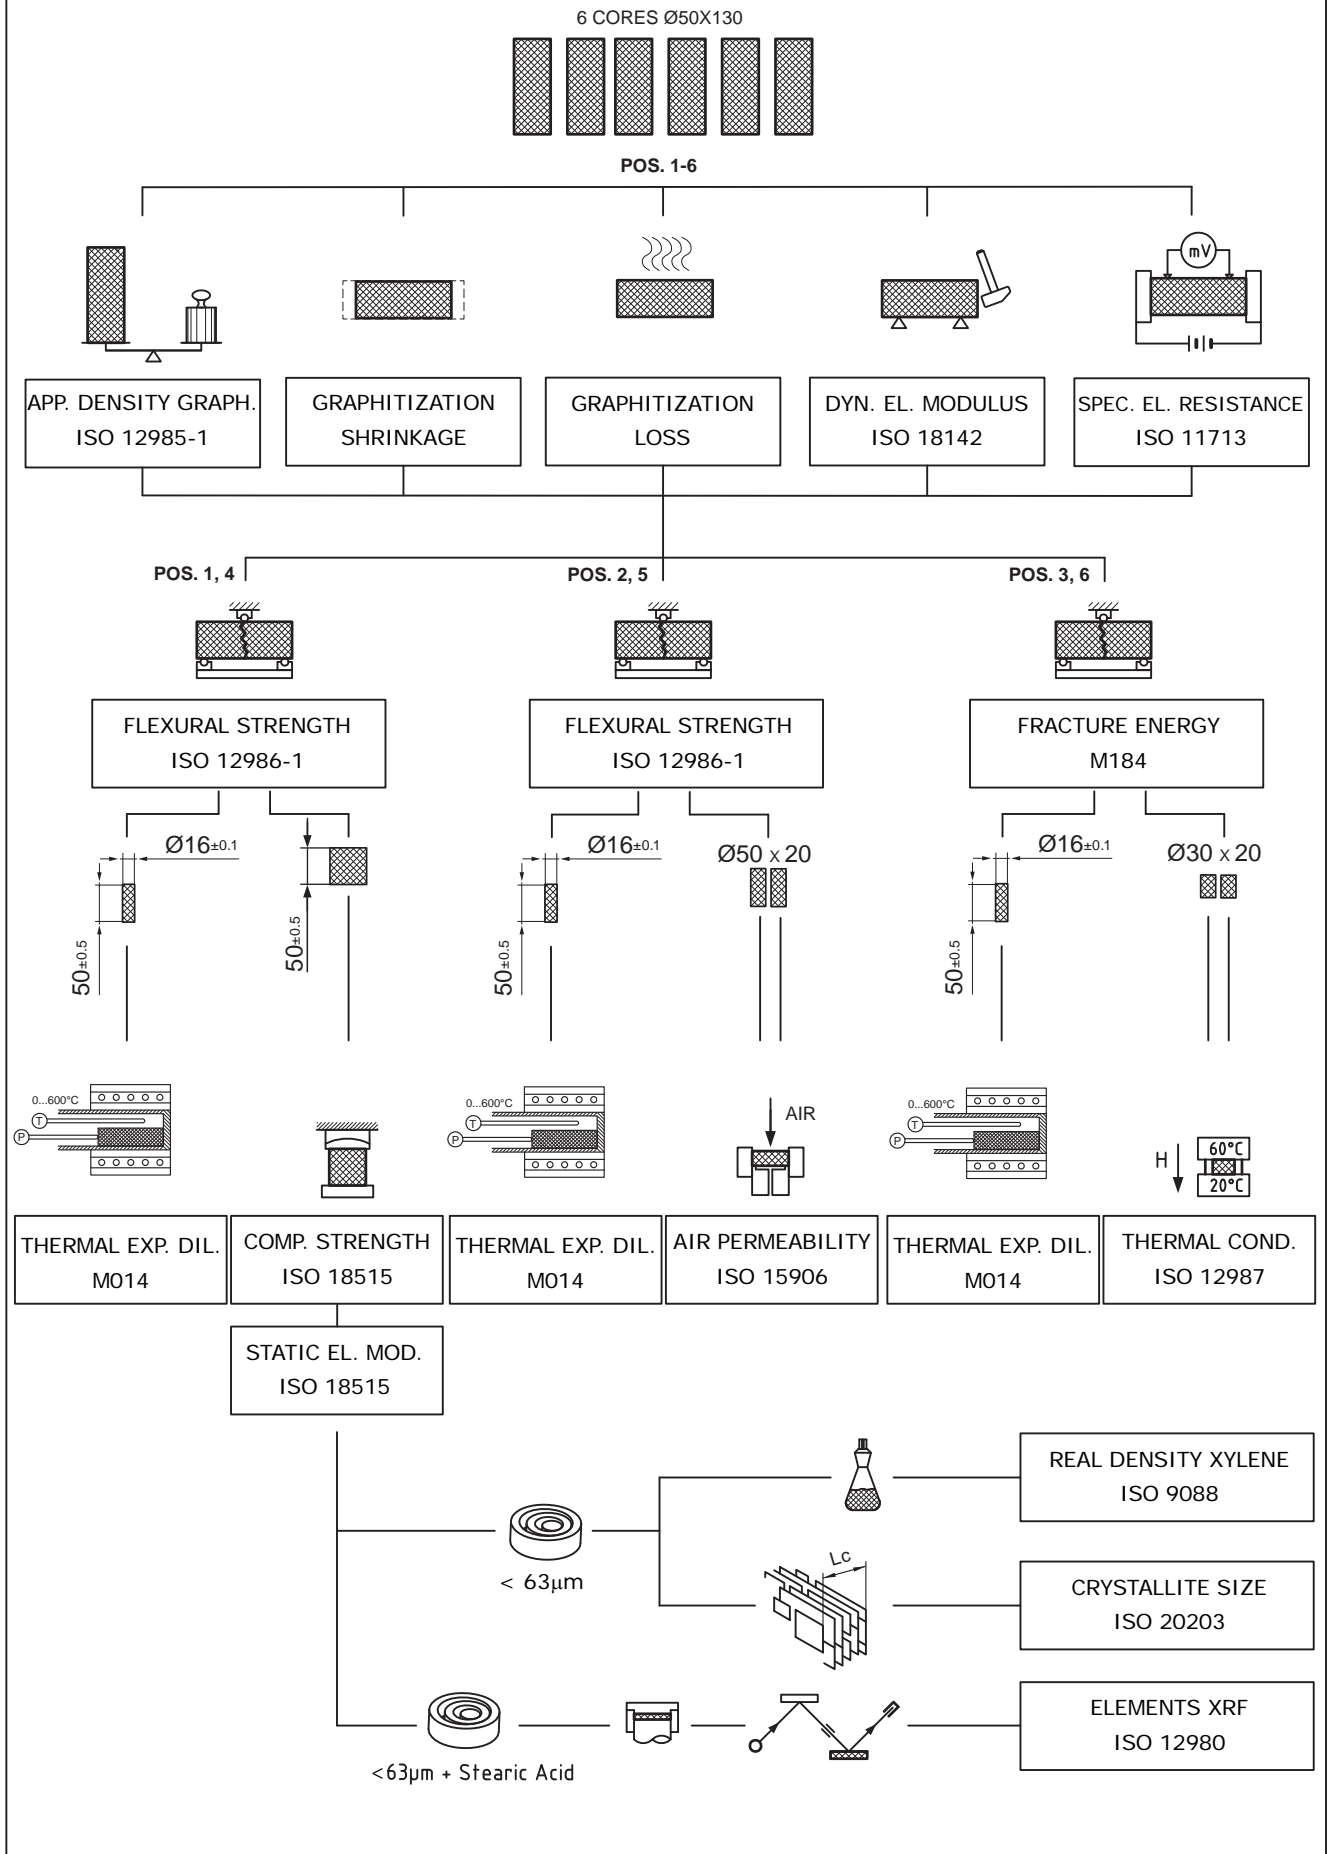 6 CORES Ø50X130
POS. 1-6
mV
APP. DENSITY GRAPH.
ISO 12985-1
GRAPHITIZATION
SHRINKAGE
GRAPHITIZATION
LOSS
DYN. EL. MODULUS
ISO 18142
SPEC. EL. RESISTANCE
ISO 11713
POS. 1, 4
POS. 2, 5
POS. 3, 6
FLEXURAL STRENGTH
ISO 12986-1
FLEXURAL STRENGTH
ISO 12986-1
FRACTURE ENERGY
M184
Ø16±0.1
50±0.5
50±0.5
Ø16±0.1
50±0.5
Ø50 x 20
Ø16±0.1
50±0.5
Ø30 x 20
0...600°C
T
P
0...600°C
T
P
AIR
0...600°C
T
P
H
60°C
20°C
THERMAL EXP. DIL.
M014
COMP. STRENGTH
ISO 18515
THERMAL EXP. DIL.
M014
AIR PERMEABILITY
ISO 15906
THERMAL EXP. DIL.
M014
THERMAL COND.
ISO 12987
STATIC EL. MOD.
ISO 18515
REAL DENSITY XYLENE
ISO 9088
< 63µm
Lc
CRYSTALLITE SIZE
ISO 20203
ELEMENTS XRF
ISO 12980
<63µm + Stearic Acid